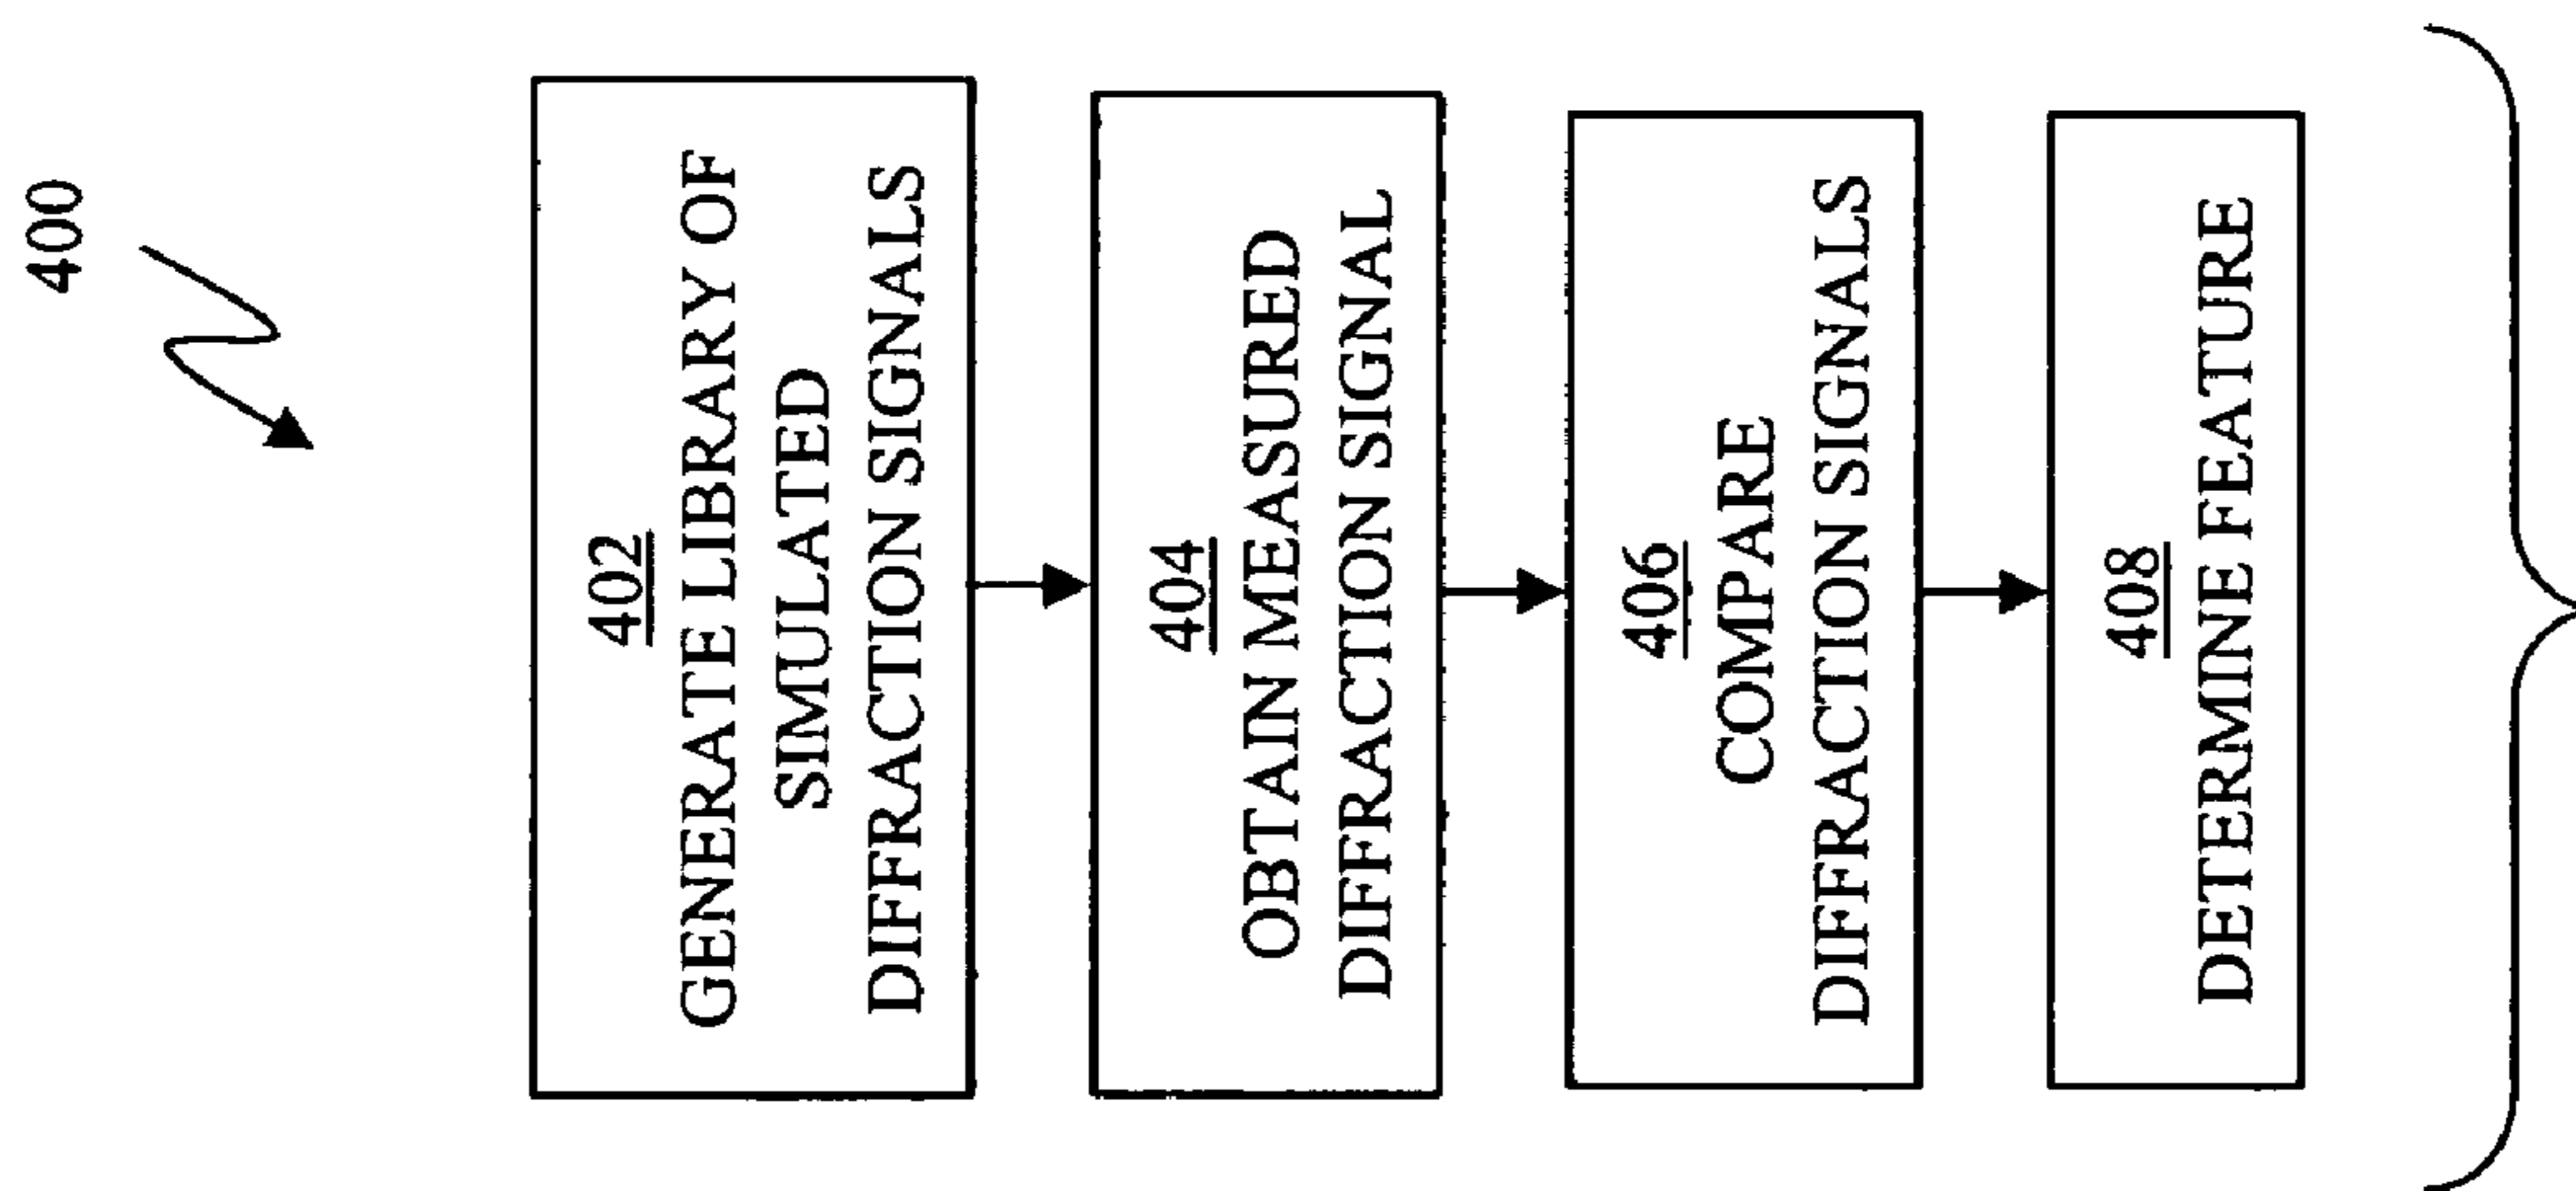 400
402
GENERATE LIBRARY OF
SIMULATED
DIFFRACTION SIGNALS
404
OBTAIN MEASURED
DIFFRACTION SIGNAL
406
COMPARE
DIFFRACTION SIGNALS
408
DETERMINE FEATURE